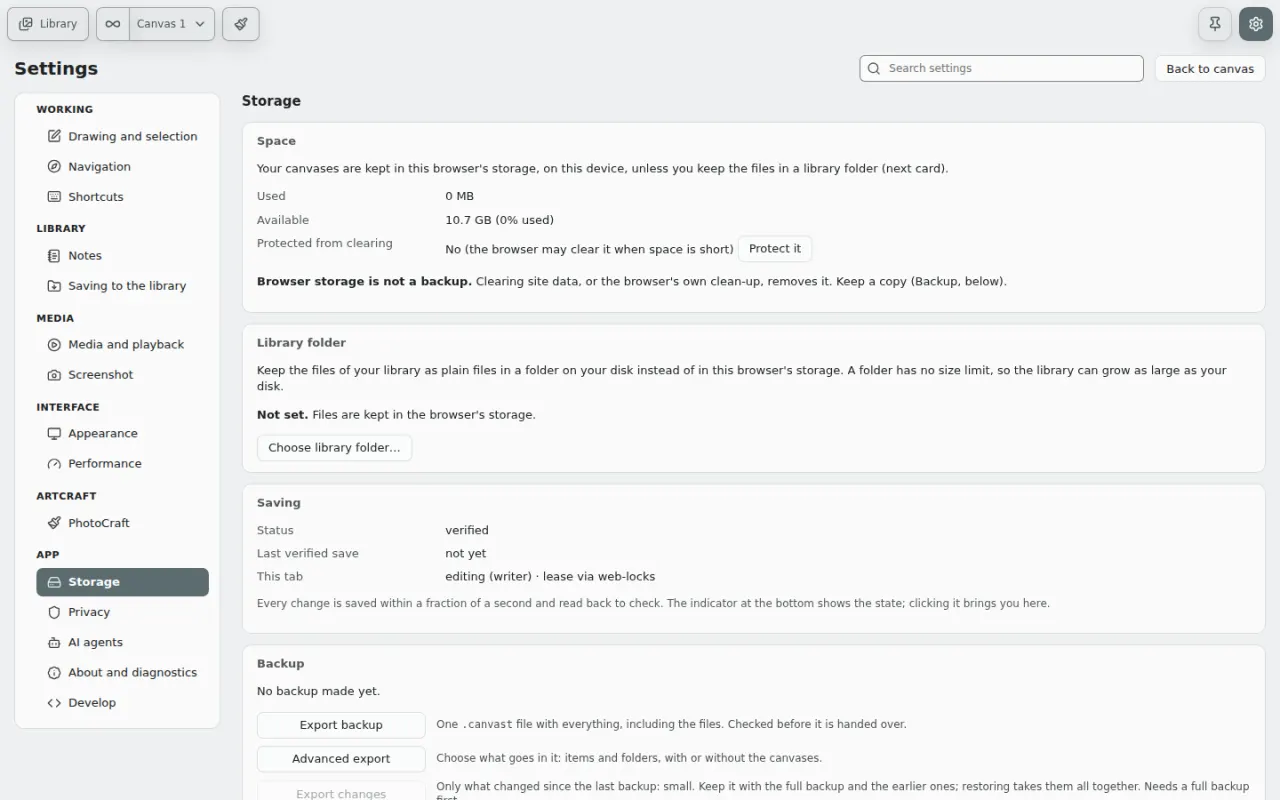 Library
Canvas 1
Settings
Search settings
Back to canvas
WORKING
Drawing and selection
Navigation
Shortcuts
LIBRARY
Notes
Saving to the library
MEDIA
Media and playback
Screenshot
INTERFACE
Appearance
Performance
ARTCRAFT
PhotoCraft
APP
Storage
Privacy
AI agents
About and diagnostics
Develop
Storage
Space
Your canvases are kept in this browser's storage, on this device, unless you keep the files in a library folder (next card).
Used 0 MB
Available 10.7 GB (0% used)
Protected from clearing No (the browser may clear it when space is short) Protect it
Browser storage is not a backup. Clearing site data, or the browser's own clean-up, removes it. Keep a copy (Backup, below).
Library folder
Keep the files of your library as plain files in a folder on your disk instead of in this browser's storage. A folder has no size limit, so the library can grow as large as your
disk.
Not set. Files are kept in the browser's storage.
Choose library folder...
Saving
Status verified
Last verified save not yet
This tab editing (writer) · lease via web-locks
Every change is saved within a fraction of a second and read back to check. The indicator at the bottom shows the state; clicking it brings you here.
Backup
No backup made yet.
Export backup One .canvast file with everything, including the files. Checked before it is handed over.
Advanced export Choose what goes in it: items and folders, with or without the canvases.
Export changes Only what changed since the last backup: small. Keep it with the full backup and the earlier ones; restoring takes them all together. Needs a full backup
first.